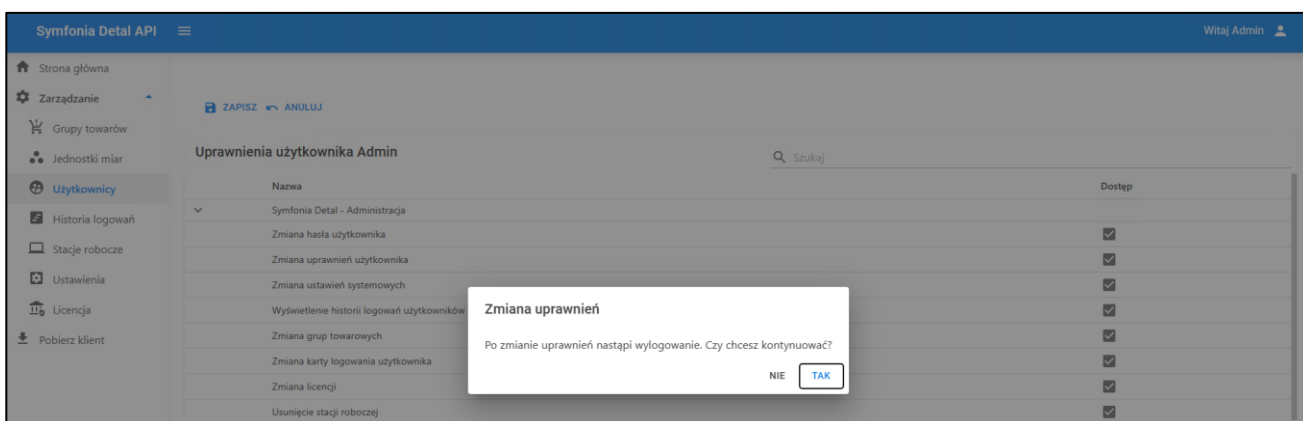 Symfonia Detal API
Witaj Admin
Strona główna
Zarządzanie
ZAPISZ ANULUJ
Grupy towarów
Jednostki miar
Uprawnienia użytkownika Admin
Szukaj
Użytkownicy
Nazwa Dostęp
Symfonia Detal - Administracja
Historia logowań
Zmiana hasła użytkownika
Stacje robocze
Zmiana uprawnień użytkownika
Ustawienia
Zmiana ustawień systemowych
Licencja
Wyświetlenie historii logowań użytkowników
Zmiana uprawnień
Pobierz klient
Zmiana grup towarowych
Po zmianie uprawnień nastąpi wylogowanie. Czy chcesz kontynuować?
Zmiana karty logowania użytkownika
NIE TAK
Zmiana licencji
Usunięcie stacji roboczej